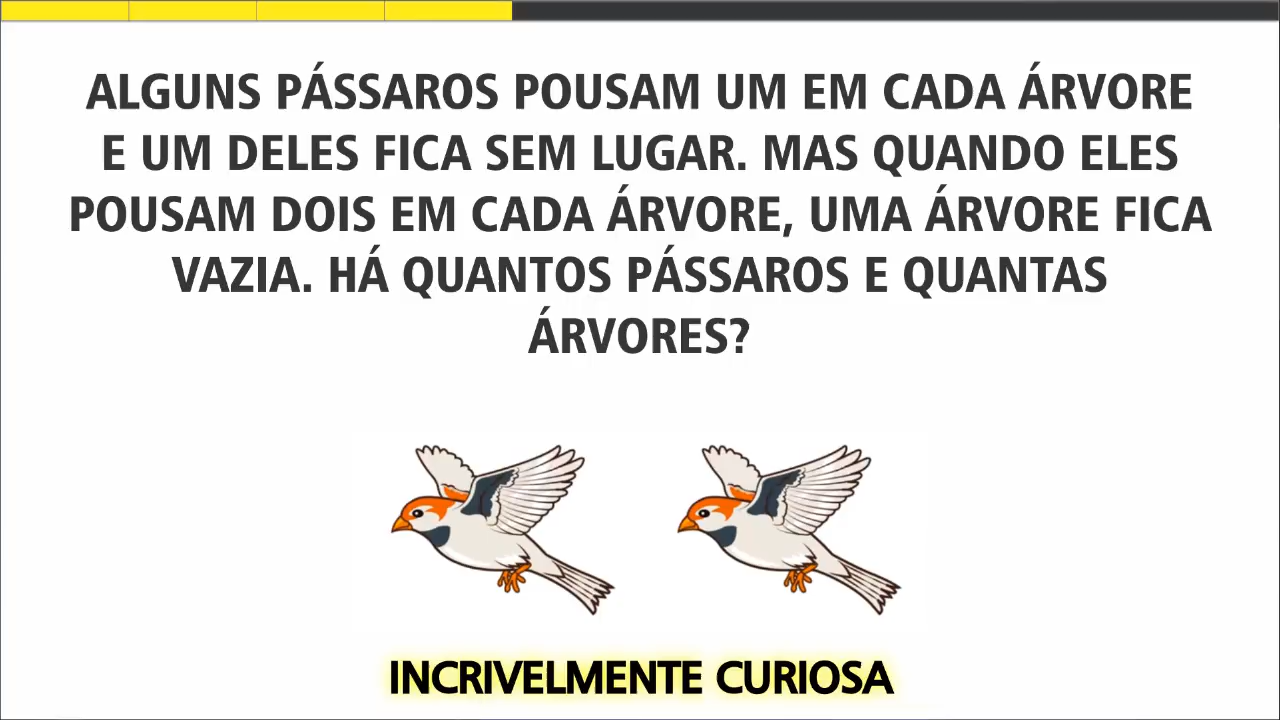 ALGUNS PÁSSAROS POUSAM UM EM CADA ÁRVORE
E UM DELES FICA SEM LUGAR. MAS QUANDO ELES
POUSAM DOIS EM CADA ÁRVORE, UMA ÁRVORE FICA
VAZIA. HÁ QUANTOS PÁSSAROS E QUANTAS
ÁRVORES?
INCRIVELMENTE CURIOSA